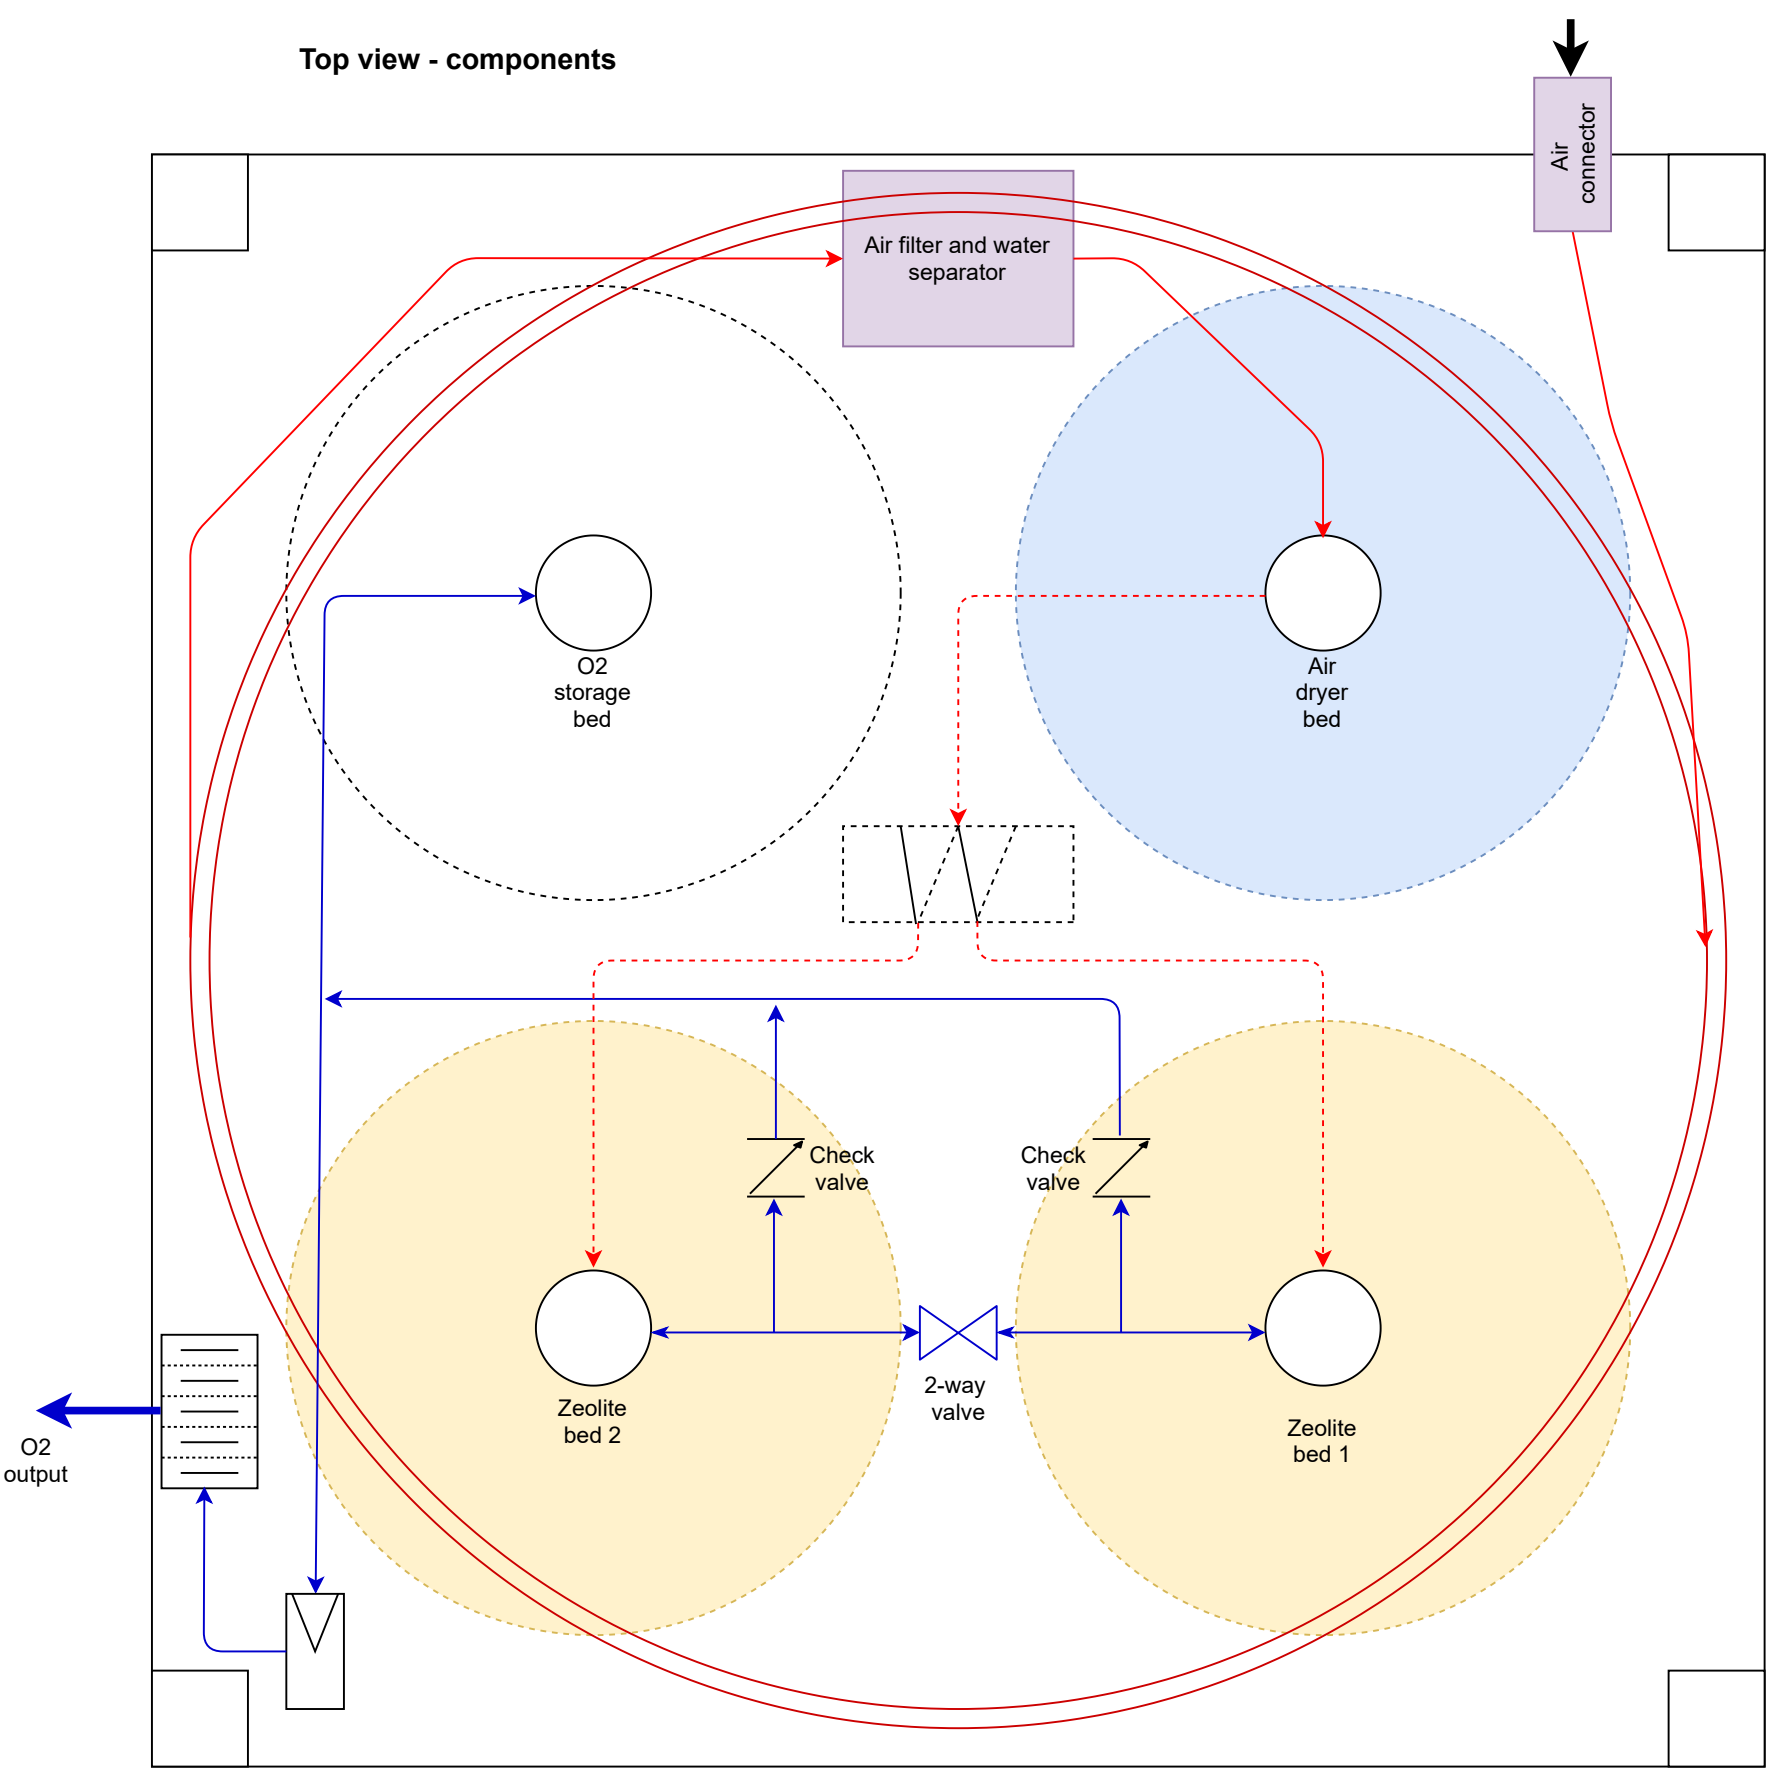 Top view - components
Air
connector
Air filter and water
separator
O2
storage
bed
Air
dryer
bed
Check
valve
Check
valve
2-way
valve
Zeolite
bed 2
Zeolite
bed 1
O2
output